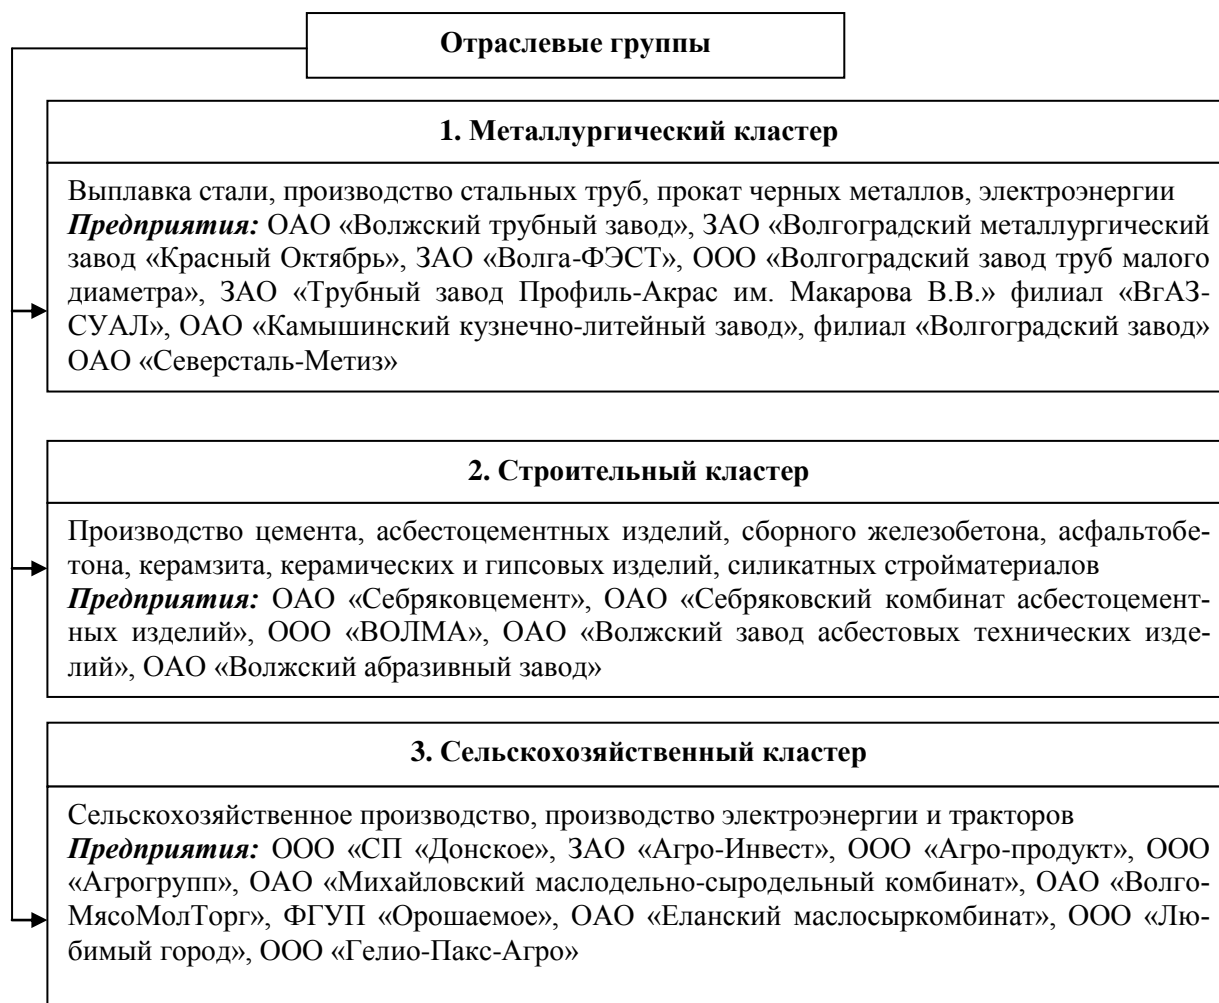 Отраслевые группы
1. Металлургический кластер
Выплавка стали, производство стальных труб, прокат черных металлов, электроэнергии
Предприятия: ОАО «Волжский трубный завод», ЗАО «Волгоградский металлургический
завод «Красный Октябрь», ЗАО «Волга-ФЭСТ», ООО «Волгоградский завод труб малого
диаметра», ЗАО «Трубный завод Профиль-Акрас им. Макарова В.В.» филиал «ВгАЗ-
СУАЛ», ОАО «Камышинский кузнечно-литейный завод», филиал «Волгоградский завод»
ОАО «Северсталь-Метиз»
2. Строительный кластер
Производство цемента, асбестоцементных изделий, сборного железобетона, асфальтобе-
тона, керамзита, керамических и гипсовых изделий, силикатных стройматериалов
Предприятия: ОАО «Себряковцемент», ОАО «Себряковский комбинат асбестоцемент-
ных изделий», ООО «ВОЛМА», ОАО «Волжский завод асбестовых технических изде-
лий», ОАО «Волжский абразивный завод»
3. Сельскохозяйственный кластер
Сельскохозяйственное производство, производство электроэнергии и тракторов
Предприятия: ООО «СП «Донское», ЗАО «Агро-Инвест», ООО «Агро-продукт», ООО
«Агрогрупп», ОАО «Михайловский маслодельно-сыродельный комбинат», ОАО «Волго-
МясоМолТорг», ФГУП «Орошаемое», ОАО «Еланский маслосыркомбинат», ООО «Лю-
бимый город», ООО «Гелио-Пакс-Агро»